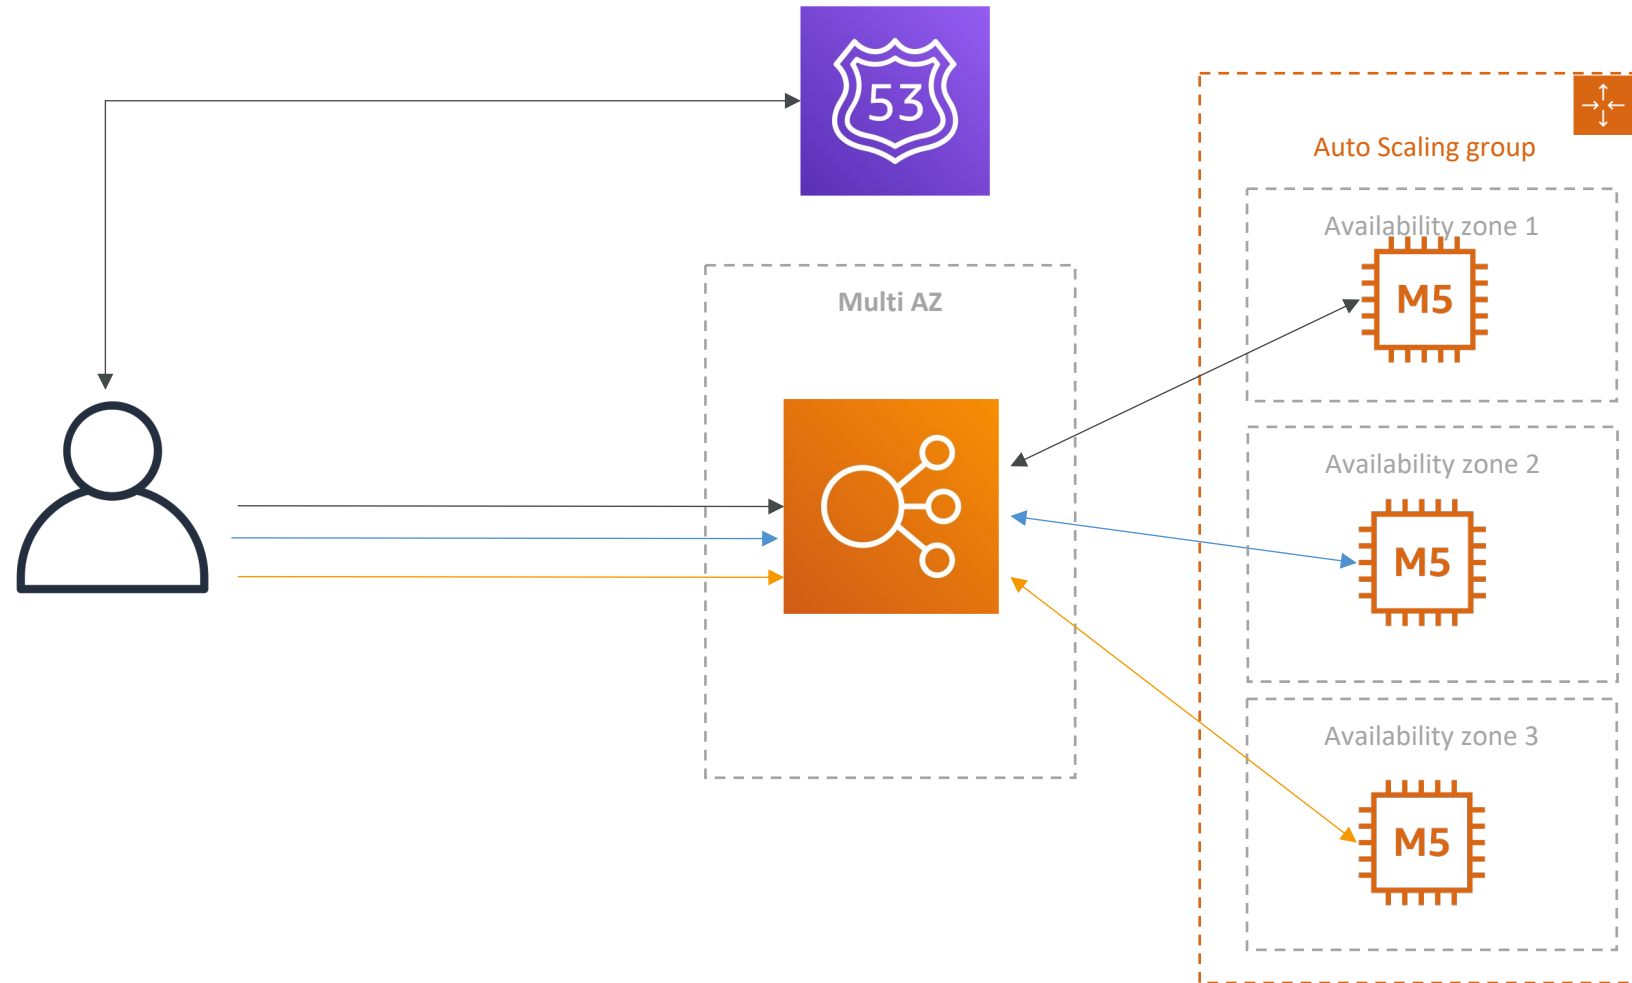 53
Auto Scaling group
Availability zone 1
M5
Multi AZ
Availability zone 2
M5
Availability zone 3
M5